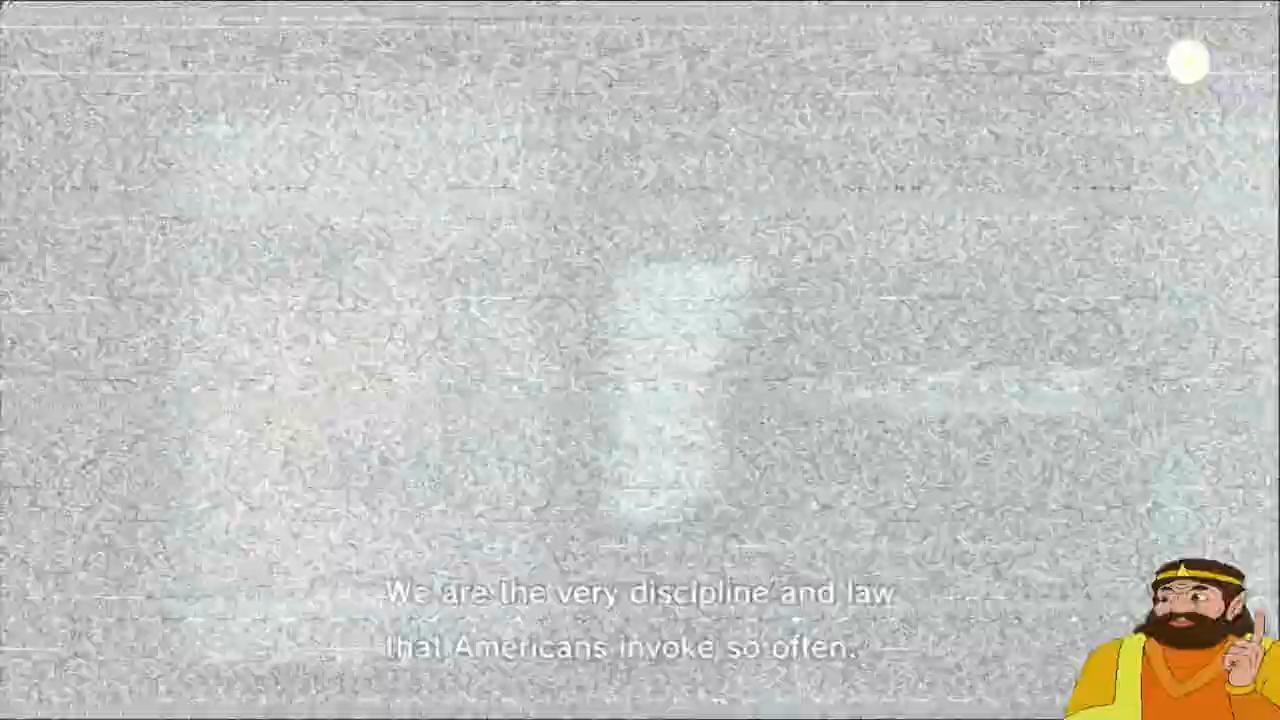 We are the very discipline and law
that Americans invoke so often.